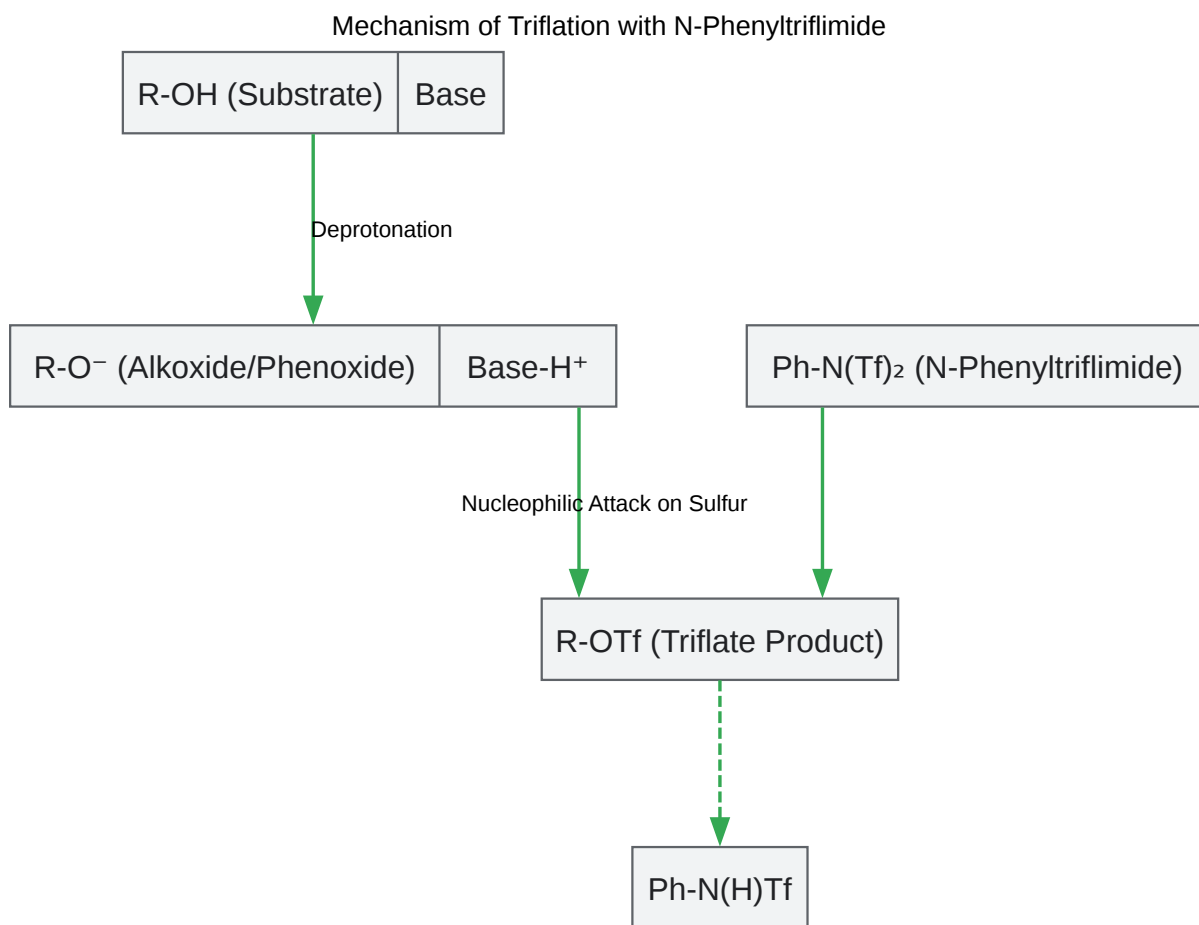 Mechanism of Triflation with N-Phenyltriflimide
R-OH (Substrate) Base
Deprotonation
R-O⁻ (Alkoxide/Phenoxide) Base-H⁺ Ph-N(Tf)₂ (N-Phenyltriflimide)
Nucleophilic Attack on Sulfur
R-OTf (Triflate Product)
Ph-N(H)Tf